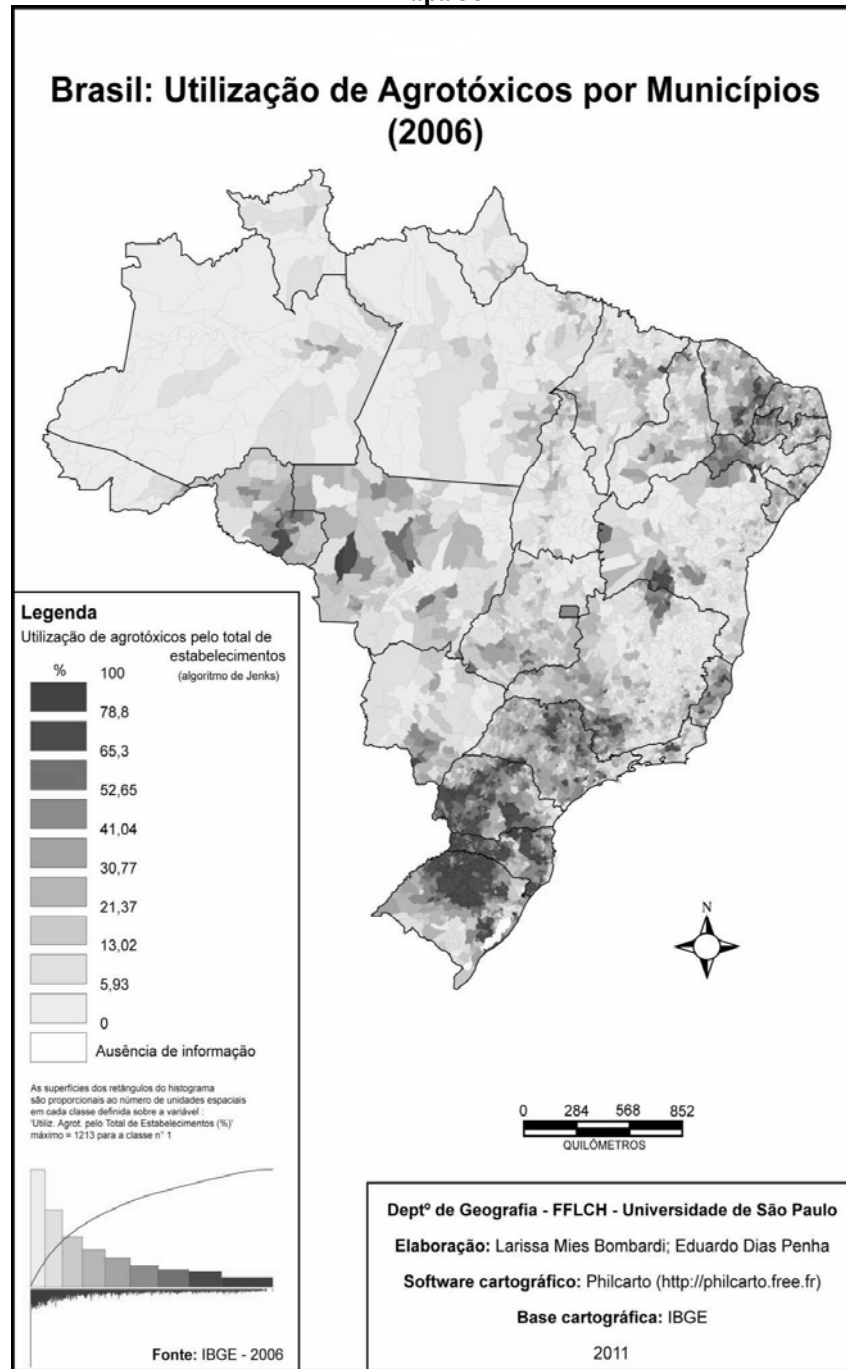 Brasil: Utilização de Agrotóxicos por Municípios
(2006)
Legenda
Utilização de agrotóxicos pelo total de
estabelecimentos
(algoritmo de Jenks)
% 100
78,8
65,3
52,65
41,04
30,77
21,37
13,02
5,93
0
Ausência de informação
As superfícies dos retângulos do histograma
são proporcionais ao número de unidades espaciais
em cada classe definida sobre a variável :
'Utiliz. Agrot. pelo Total de Estabelecimentos (%)'
máximo = 1213 para a classe n° 1
Fonte: IBGE - 2006
N
0 284 568 852
QUILÔMETROS
Deptº de Geografia - FFLCH - Universidade de São Paulo
Elaboração: Larissa Mies Bombardi; Eduardo Dias Penha
Software cartográfico: Philcarto (http://philcarto.free.fr)
Base cartográfica: IBGE
2011